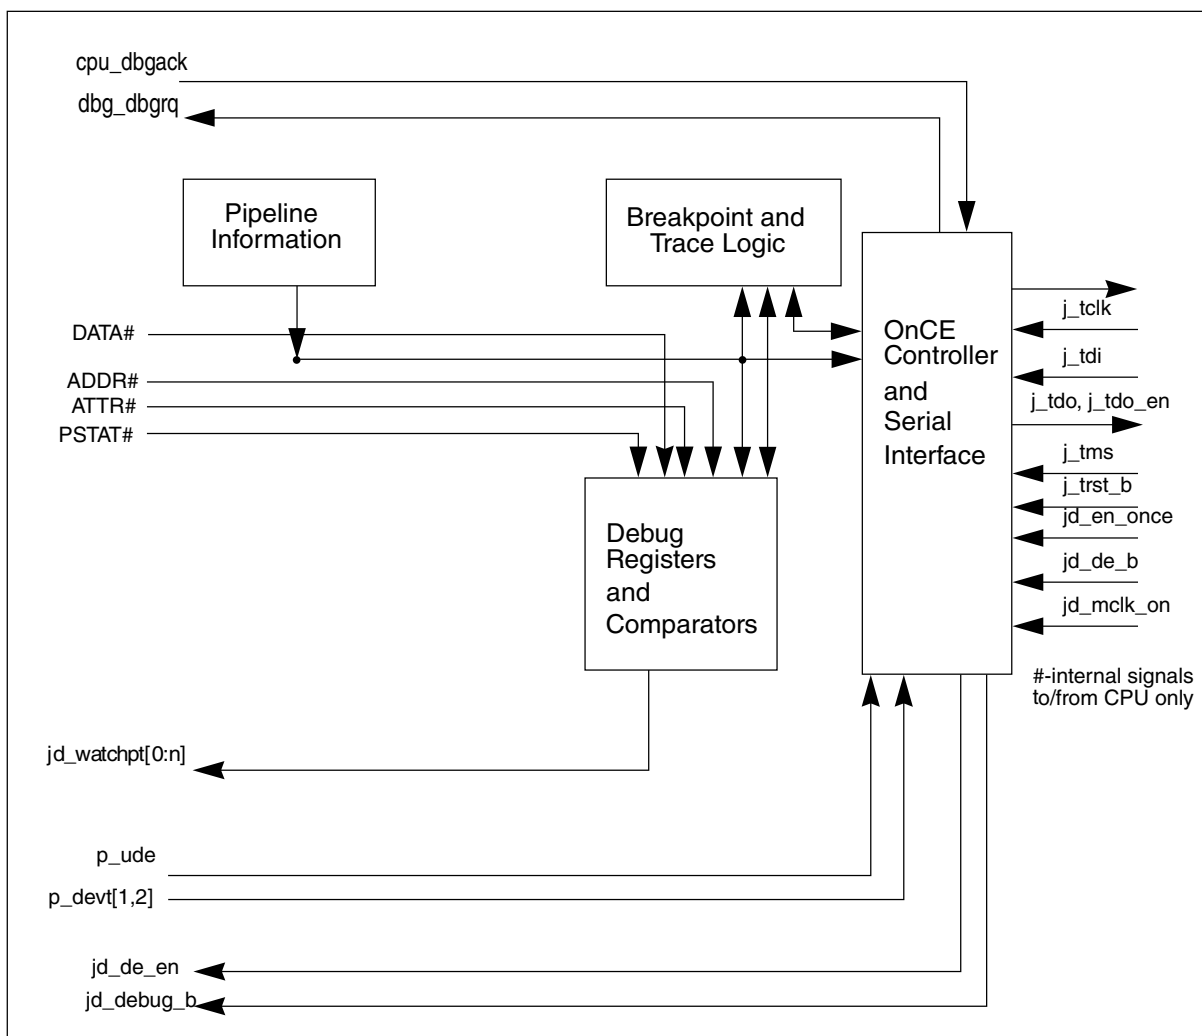 cpu_dbgack
dbg_dbgrq
Pipeline
Information
Breakpoint and
Trace Logic
DATA#
ADDR#
ATTR#
PSTAT#
OnCE
Controller
and
Serial
Interface
j_tclk
j_tdi
j_tdo, j_tdo_en
j_tms
j_trst_b
jd_en_once
jd_de_b
jd_mclk_on
Debug
Registers
and
Comparators
#-internal signals
to/from CPU only
jd_watchpt[0:n]
p_ude
p_devt[1,2]
jd_de_en
jd_debug_b